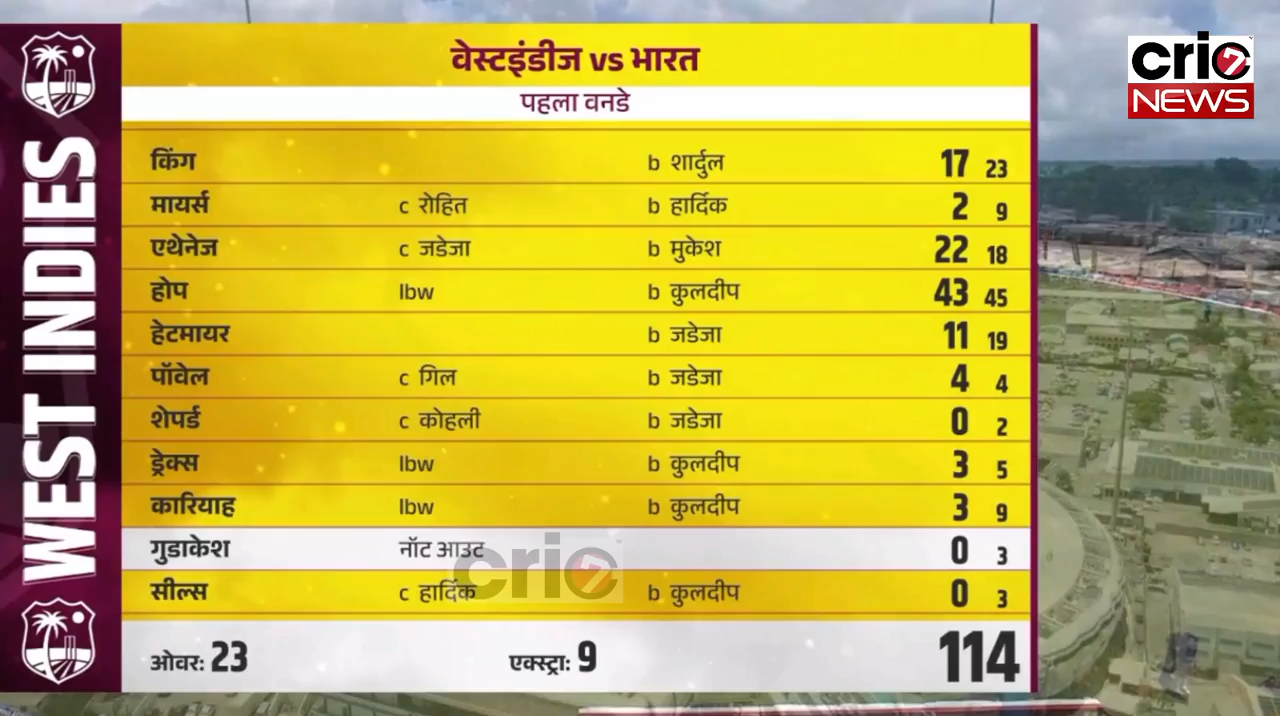 crio7
NEWS
WEST INDIES
वेस्टइंडीज vs भारत
पहला वनडे
किंग b शार्दुल 17 23
मायर्स c रोहित b हार्दिक 2 9
एथेनेज c जडेजा b मुकेश 22 18
होप lbw b कुलदीप 43 45
हेटमायर b जडेजा 11 19
पॉवेल c गिल b जडेजा 4 4
शेपर्ड c कोहली b जडेजा 0 2
ड्रेक्स lbw b कुलदीप 3 5
कारियाह lbw b कुलदीप 3 9
गुडाकेश नॉट आउट 0 3
crio7
सील्स c हार्दिक b कुलदीप 0 3
ओवर: 23 एक्स्ट्रा: 9 114